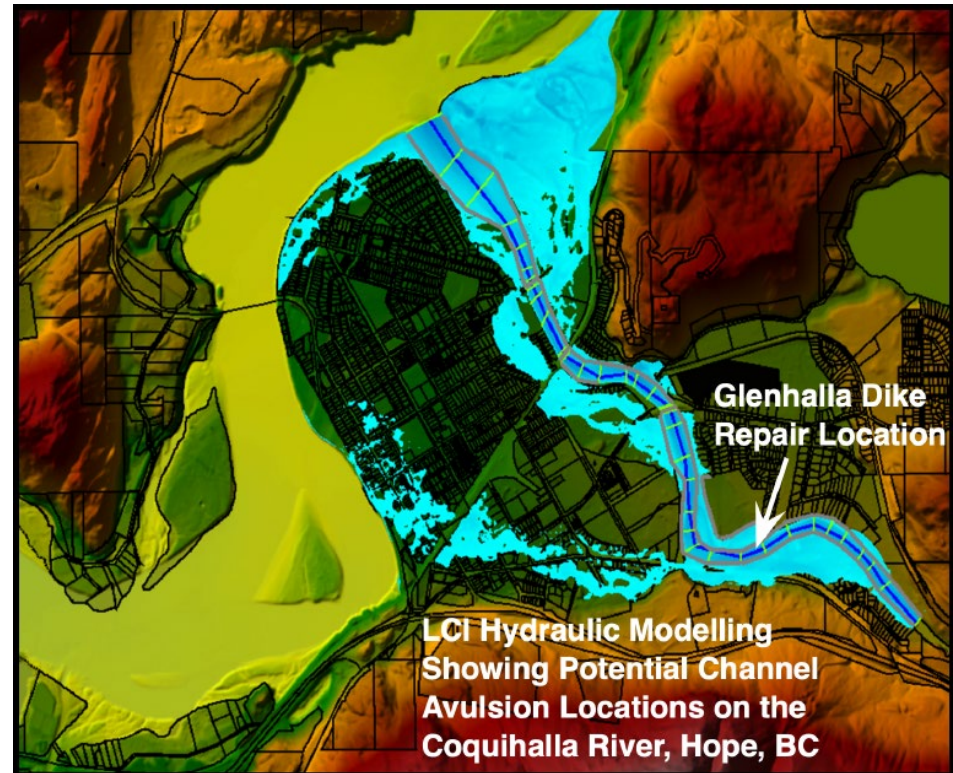 Glenhalla Dike
Repair Location
LCI Hydraulic Modelling
Showing Potential Channel
Avulsion Locations on the
Coquihalla River, Hope, BC